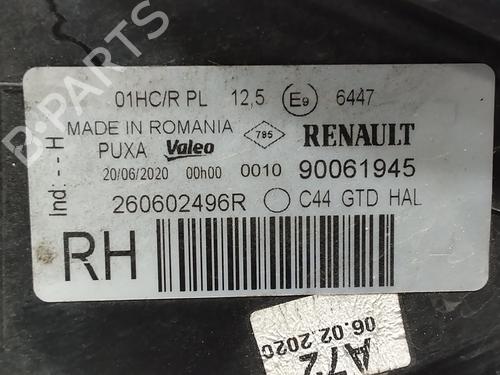 01HC/R PL 12,5 E9 6447
MADE IN ROMANIA 785 RENAULT
PUXA Valeo
20/06/2020 00h00 0010 90061945
260602496R C44 GTD HAL
RH
Ind: - - H
A72
06.02.2020
B-PARTS